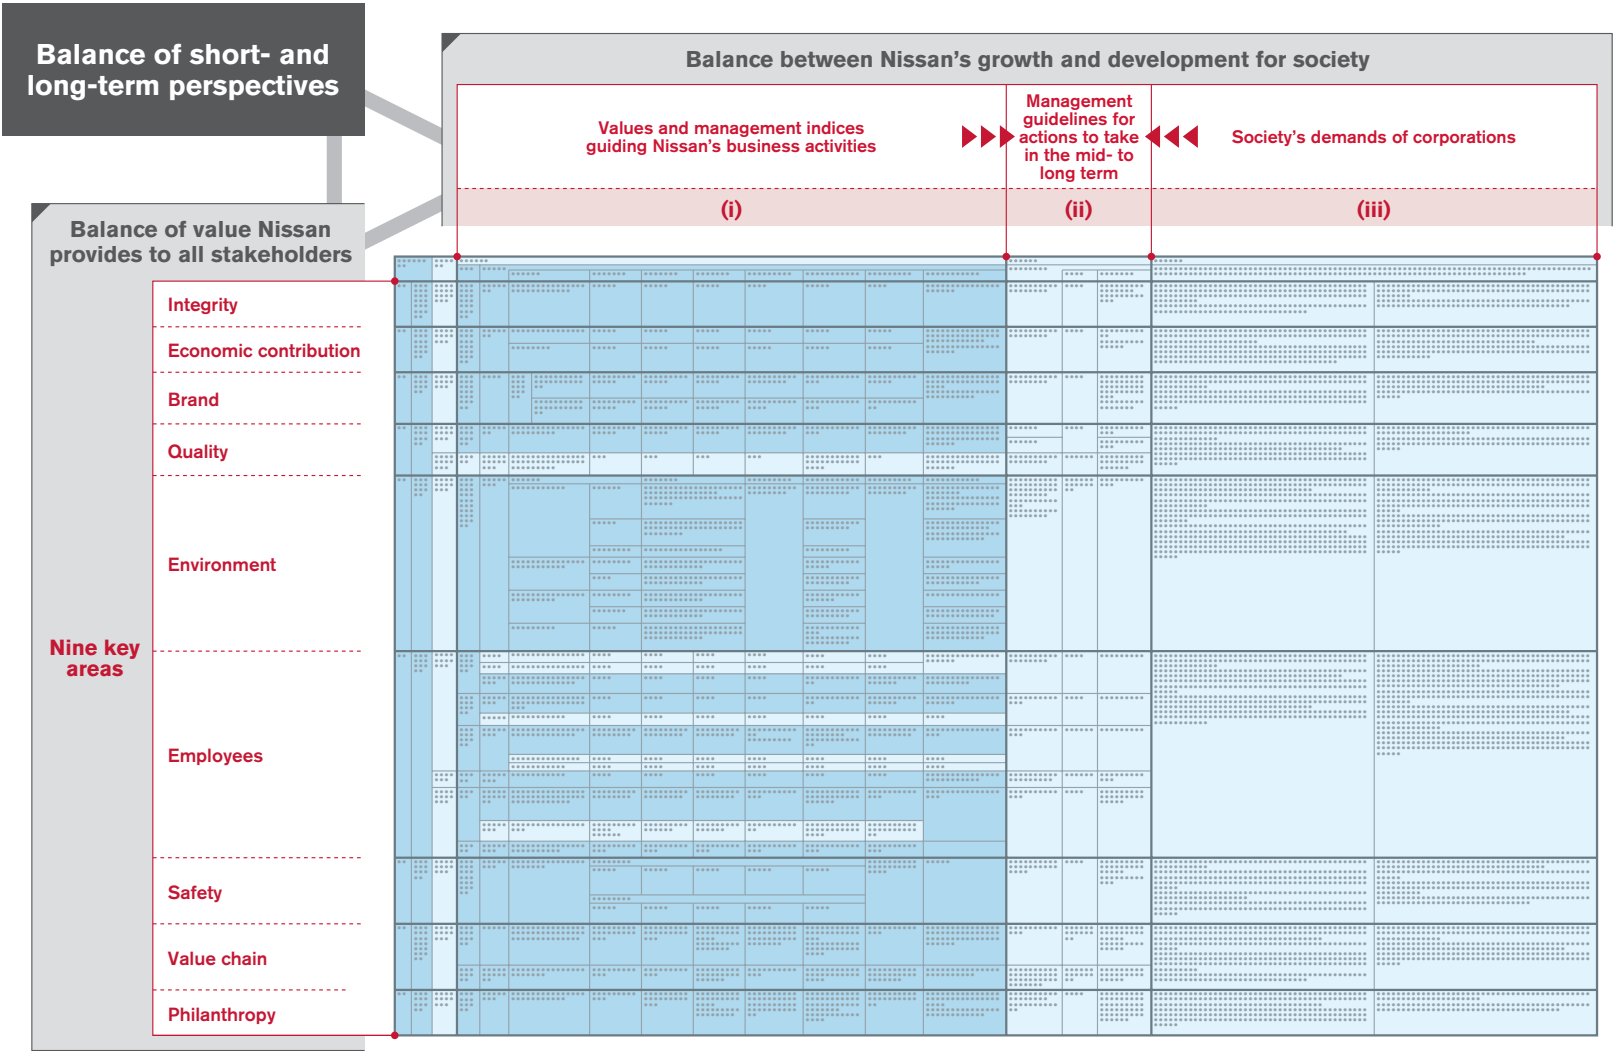 Balance of short- and
long-term perspectives
Balance between Nissan's growth and development for society
Values and management indices
guiding Nissan's business activities
Management
guidelines for
actions to take
in the mid- to
long term
Society's demands of corporations
(i)
(ii)
(iii)
Balance of value Nissan
provides to all stakeholders
Nine key
areas
Integrity
Economic contribution
Brand
Quality
Environment
Employees
Safety
Value chain
Philanthropy